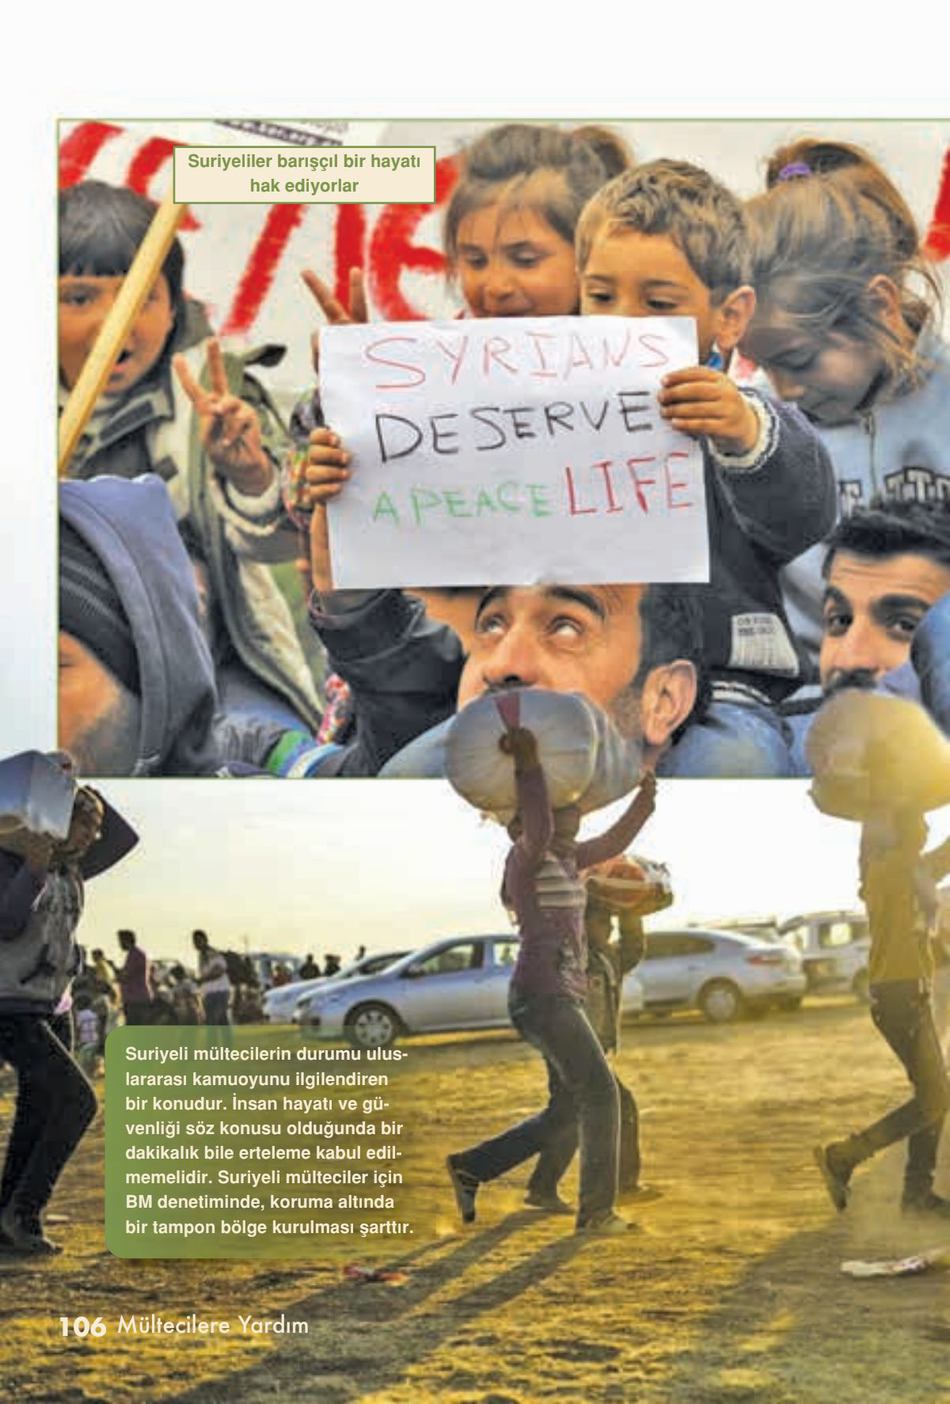 Suriyeliler barışçıl bir hayatı
hak ediyorlar
SYRIANS
DESERVE
A PEACE LIFE
Suriyeli mültecilerin durumu ulus-
lararası kamuoyunu ilgilendiren
bir konudur. İnsan hayatı ve gü-
venliği söz konusu olduğunda bir
dakikalık bile erteleme kabul edil-
memelidir. Suriyeli mülteciler için
BM denetiminde, koruma altında
bir tampon bölge kurulması şarttır.
106 Mültecilere Yardım